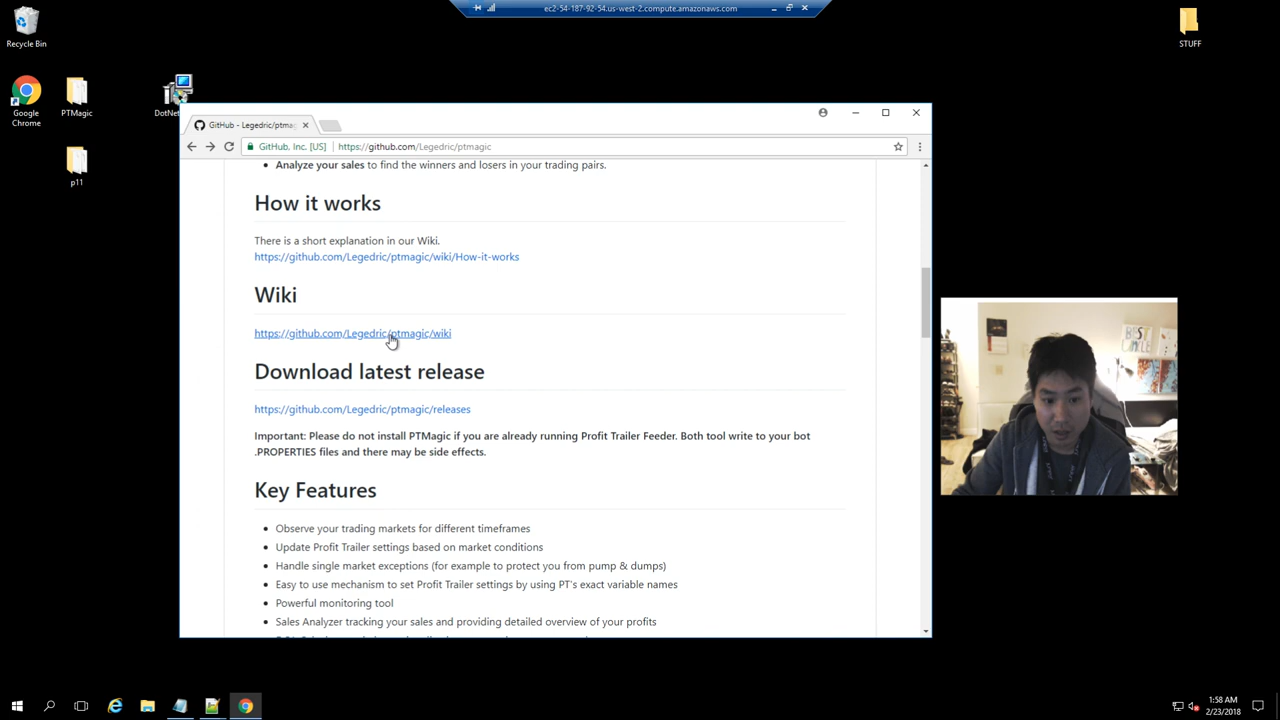 ec2-54-187-92-54.us-west-2.compute.amazonaws.com
Recycle Bin
STUFF
Google Chrome
PTMagic
DotNet
p11
GitHub - Legedric/ptmag
GitHub, Inc. [US]
https://github.com/Legedric/ptmagic
Analyze your sales to find the winners and losers in your trading pairs.
How it works
There is a short explanation in our Wiki.
https://github.com/Legedric/ptmagic/wiki/How-it-works
Wiki
https://github.com/Legedric/ptmagic/wiki
Download latest release
https://github.com/Legedric/ptmagic/releases
Important: Please do not install PTMagic if you are already running Profit Trailer Feeder. Both tool write to your bot
.PROPERTIES files and there may be side effects.
Key Features
Observe your trading markets for different timeframes
Update Profit Trailer settings based on market conditions
Handle single market exceptions (for example to protect you from pump & dumps)
Easy to use mechanism to set Profit Trailer settings by using PT's exact variable names
Powerful monitoring tool
Sales Analyzer tracking your sales and providing detailed overview of your profits
1:58 AM
2/23/2018